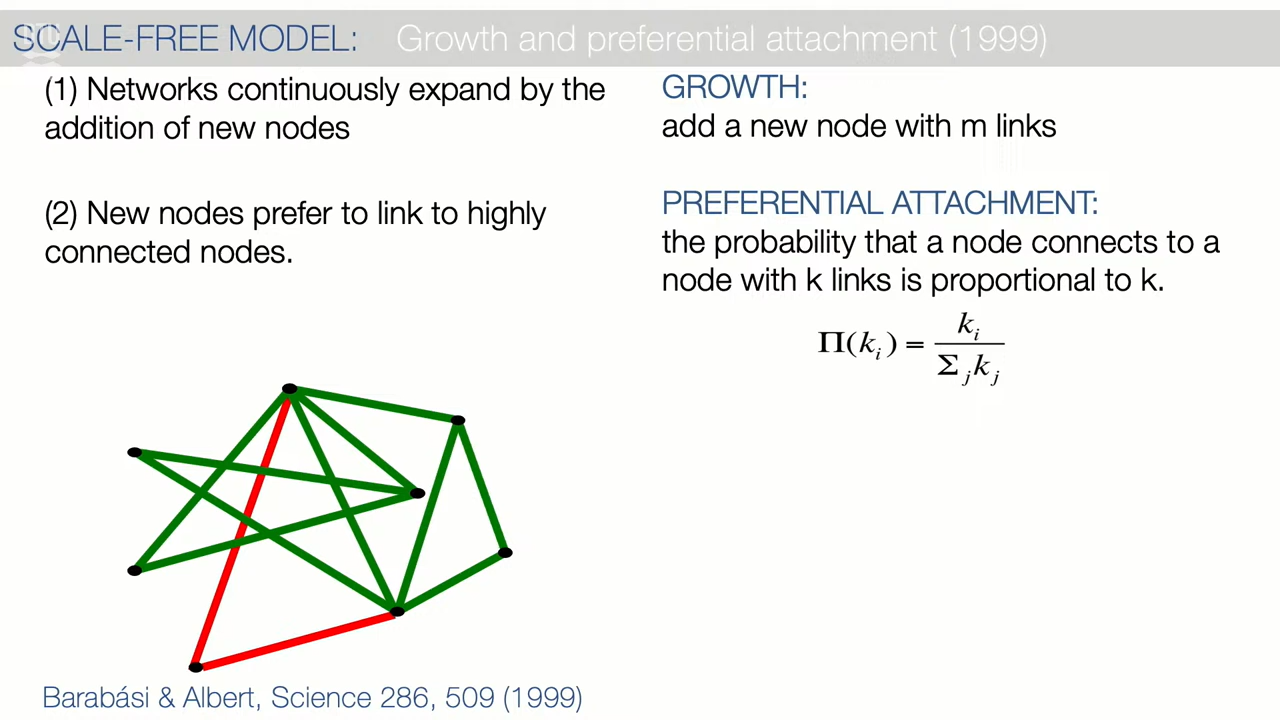 SCALE-FREE MODEL: Growth and preferential attachment (1999)
(1) Networks continuously expand by the
addition of new nodes
(2) New nodes prefer to link to highly
connected nodes.
GROWTH:
add a new node with m links
PREFERENTIAL ATTACHMENT:
the probability that a node connects to a
node with k links is proportional to k.
Π(kᵢ) = kᵢ / Σⱼkⱼ
Barabási & Albert, Science 286, 509 (1999)